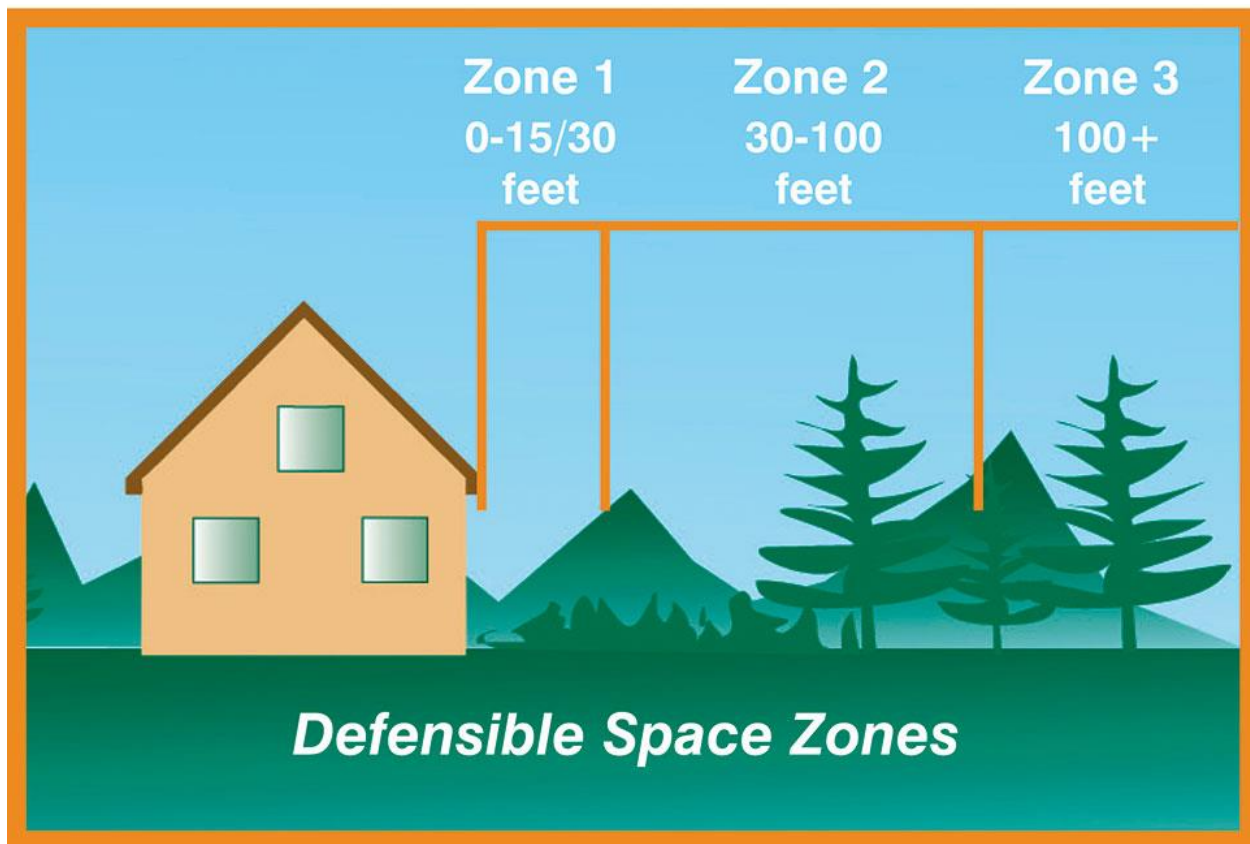 Zone 1
0-15/30
feet
Zone 2
30-100
feet
Zone 3
100+
feet
Defensible Space Zones